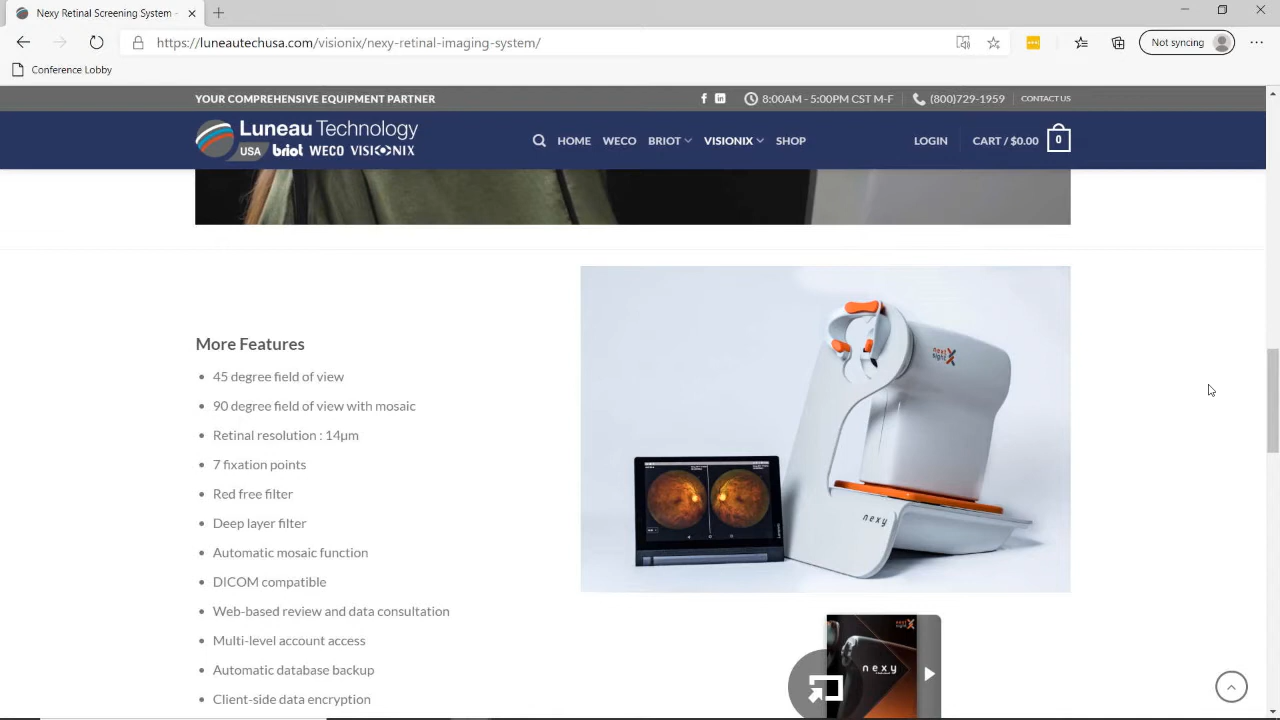 Nexy Retinal Screening System -
https://luneautechusa.com/visionix/nexy-retinal-imaging-system/
Not syncing
Conference Lobby
YOUR COMPREHENSIVE EQUIPMENT PARTNER
8:00AM - 5:00PM CST M-F
(800)729-1959
CONTACT US
Luneau Technology
USA briot WECO VISIONIX
HOME WECO BRIOT VISIONIX SHOP
LOGIN CART / $0.00 0
More Features
45 degree field of view
90 degree field of view with mosaic
Retinal resolution : 14µm
7 fixation points
Red free filter
Deep layer filter
Automatic mosaic function
DICOM compatible
Web-based review and data consultation
Multi-level account access
Automatic database backup
Client-side data encryption
next
sight
nexy
next
sight
nexy